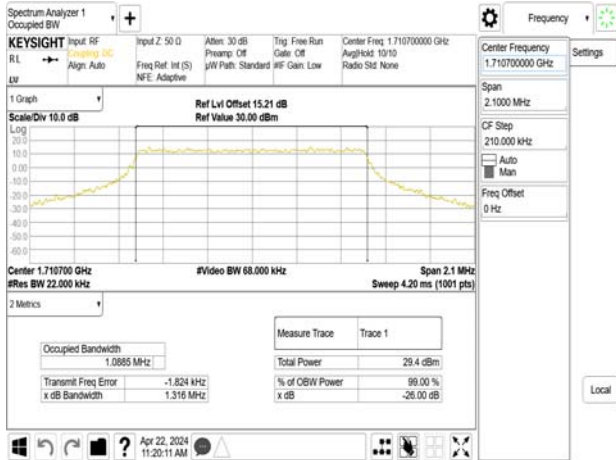 Spectrum Analyzer 1
Occupied BW
+
Frequency
KEYSIGHT
Input: RF
Input Z: 50 Ω
Atten: 30 dB
Trig: Free Run
Center Freq: 1.710700000 GHz
RL
Coupling: DC
Preamp: Off
Gate: Off
Avg|Hold: 10/10
Align: Auto
Freq Ref: Int (S)
µW Path: Standard
#IF Gain: Low
Radio Std: None
NFE: Adaptive
1 Graph
Ref Lvl Offset 15.21 dB
Scale/Div 10.0 dB
Ref Value 30.00 dBm
Log
20.0
10.0
0.00
-10.0
-20.0
-30.0
-40.0
-50.0
-60.0
Center 1.710700 GHz
#Video BW 68.000 kHz
Span 2.1 MHz
#Res BW 22.000 kHz
Sweep 4.20 ms (1001 pts)
2 Metrics
Measure Trace
Trace 1
Occupied Bandwidth
1.0885 MHz
Total Power
29.4 dBm
Transmit Freq Error
-1.824 kHz
% of OBW Power
99.00 %
x dB Bandwidth
1.316 MHz
x dB
-26.00 dB
Center Frequency
1.710700000 GHz
Settings
Span
2.1000 MHz
CF Step
210.000 kHz
Auto
Man
Freq Offset
0 Hz
Local
?
Apr 22, 2024
11:20:11 AM